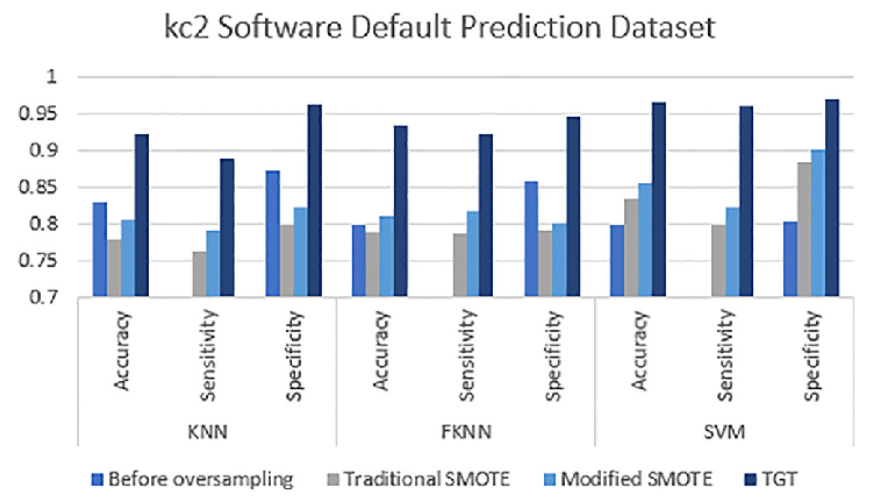 kc2 Software Default Prediction Dataset
1
0.95
0.9
0.85
0.8
0.75
0.7
Accuracy
Sensitivity
Specificity
Accuracy
Sensitivity
Specificity
Accuracy
Sensitivity
Specificity
KNN
FKNN
SVM
Before oversampling
Traditional SMOTE
Modified SMOTE
TGT